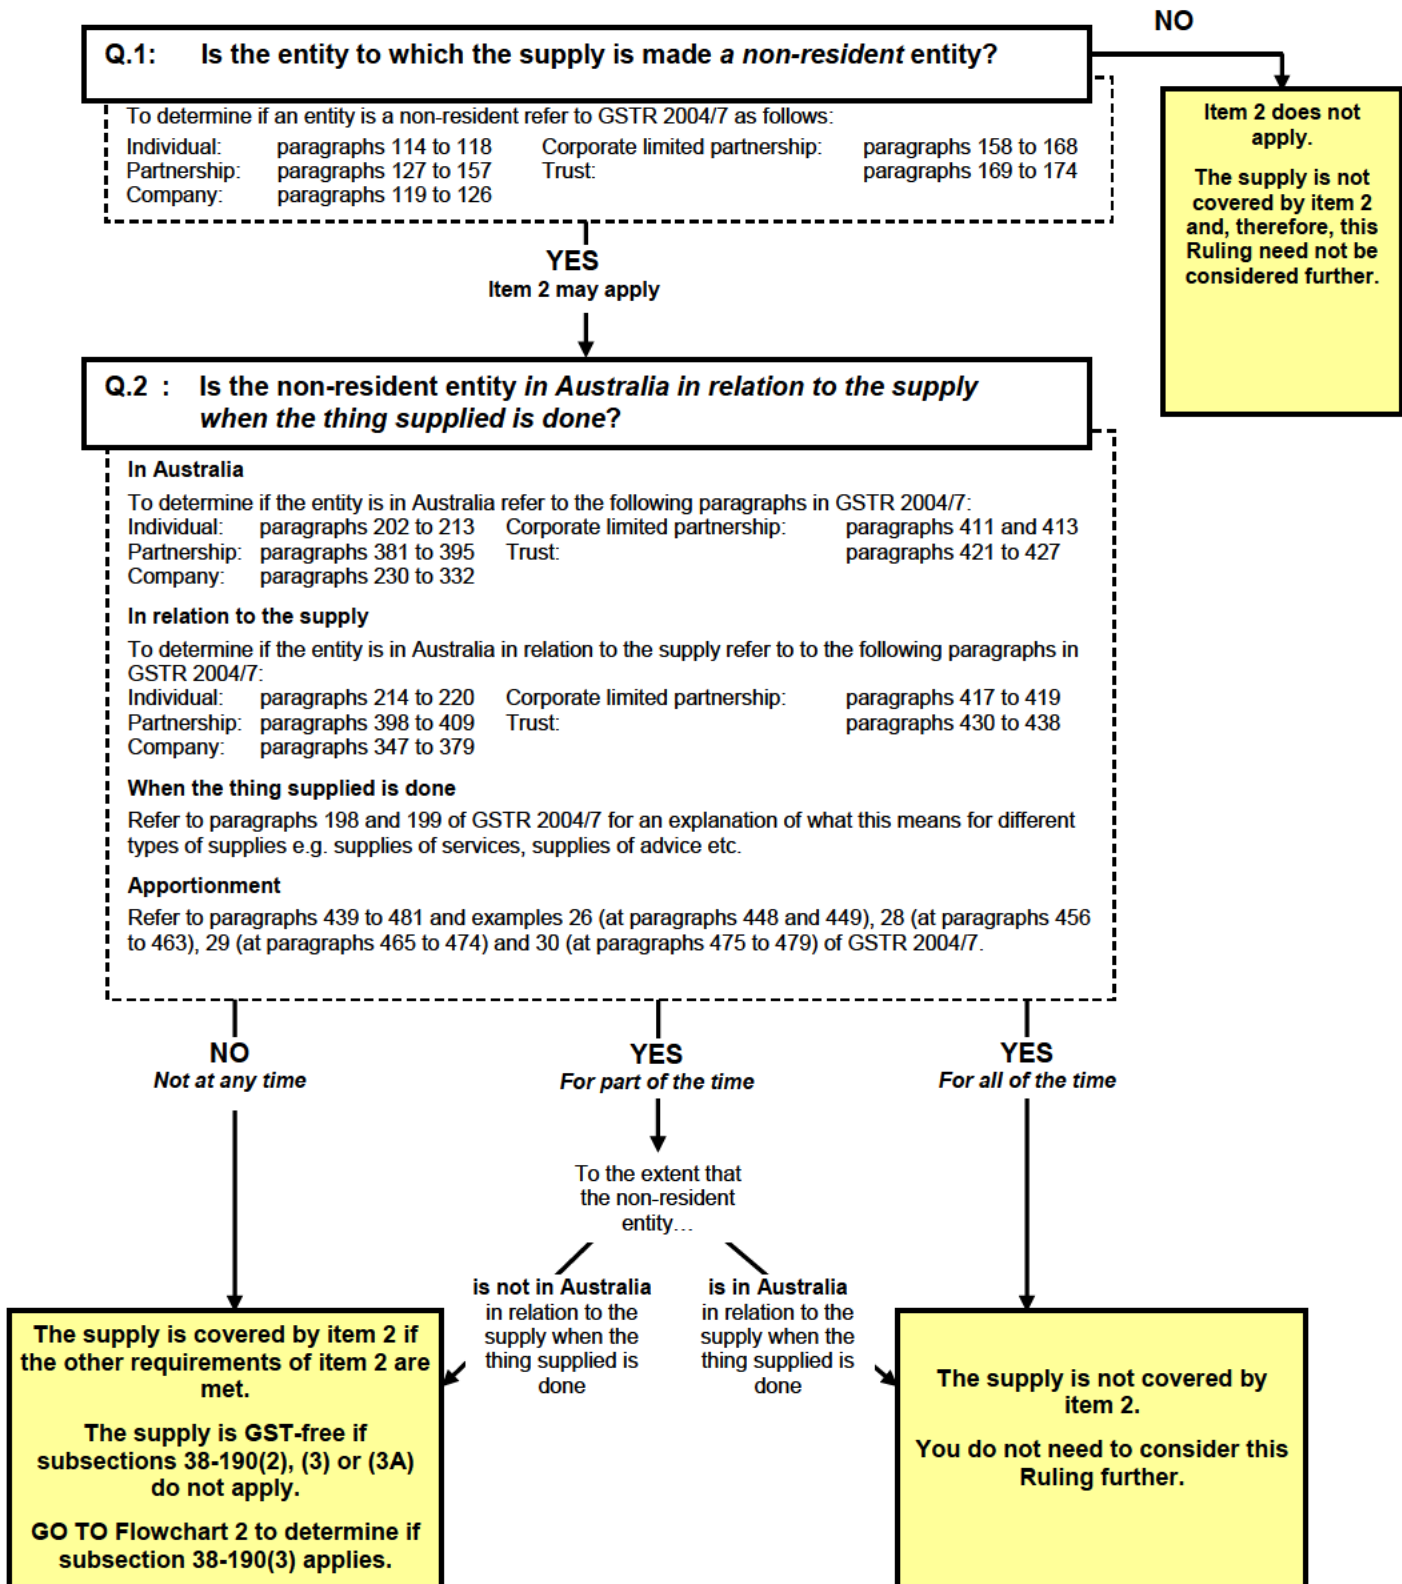 NO
Q.1: Is the entity to which the supply is made a non-resident entity?
To determine if an entity is a non-resident refer to GSTR 2004/7 as follows:
Individual: paragraphs 114 to 118 Corporate limited partnership: paragraphs 158 to 168
Partnership: paragraphs 127 to 157 Trust: paragraphs 169 to 174
Company: paragraphs 119 to 126
Item 2 does not
apply.
The supply is not
covered by item 2
and, therefore, this
Ruling need not be
considered further.
YES
Item 2 may apply
Q.2 : Is the non-resident entity in Australia in relation to the supply
when the thing supplied is done?
In Australia
To determine if the entity is in Australia refer to the following paragraphs in GSTR 2004/7:
Individual: paragraphs 202 to 213 Corporate limited partnership: paragraphs 411 and 413
Partnership: paragraphs 381 to 395 Trust: paragraphs 421 to 427
Company: paragraphs 230 to 332
In relation to the supply
To determine if the entity is in Australia in relation to the supply refer to to the following paragraphs in
GSTR 2004/7:
Individual: paragraphs 214 to 220 Corporate limited partnership: paragraphs 417 to 419
Partnership: paragraphs 398 to 409 Trust: paragraphs 430 to 438
Company: paragraphs 347 to 379
When the thing supplied is done
Refer to paragraphs 198 and 199 of GSTR 2004/7 for an explanation of what this means for different
types of supplies e.g. supplies of services, supplies of advice etc.
Apportionment
Refer to paragraphs 439 to 481 and examples 26 (at paragraphs 448 and 449), 28 (at paragraphs 456
to 463), 29 (at paragraphs 465 to 474) and 30 (at paragraphs 475 to 479) of GSTR 2004/7.
NO
Not at any time
YES
For part of the time
YES
For all of the time
To the extent that
the non-resident
entity…
is not in Australia
in relation to the
supply when the
thing supplied is
done
is in Australia
in relation to the
supply when the
thing supplied is
done
The supply is covered by item 2 if
the other requirements of item 2 are
met.
The supply is GST-free if
subsections 38-190(2), (3) or (3A)
do not apply.
GO TO Flowchart 2 to determine if
subsection 38-190(3) applies.
The supply is not covered by
item 2.
You do not need to consider this
Ruling further.